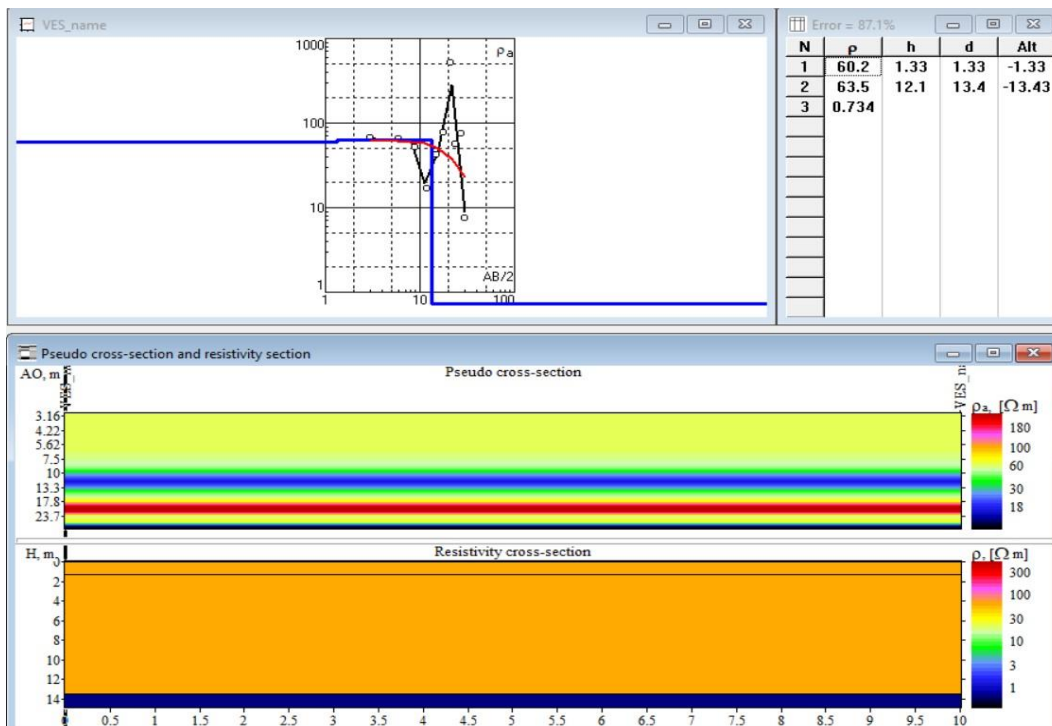 VES_name
1000
ρa
100
10
1
AB/2
1
10
100
Error = 87.1%
N ρ h d Alt
1 60.2 1.33 1.33 -1.33
2 63.5 12.1 13.4 -13.43
3 0.734
Pseudo cross-section and resistivity section
AO, m
Pseudo cross-section
3.16
4.22
5.62
7.5
10
13.3
17.8
23.7
ρa, [Ω m]
180
100
60
30
18
H, m
Resistivity cross-section
0
2
4
6
8
10
12
14
ρ, [Ω m]
300
100
30
10
3
1
0 0.5 1 1.5 2 2.5 3 3.5 4 4.5 5 5.5 6 6.5 7 7.5 8 8.5 9 9.5 10